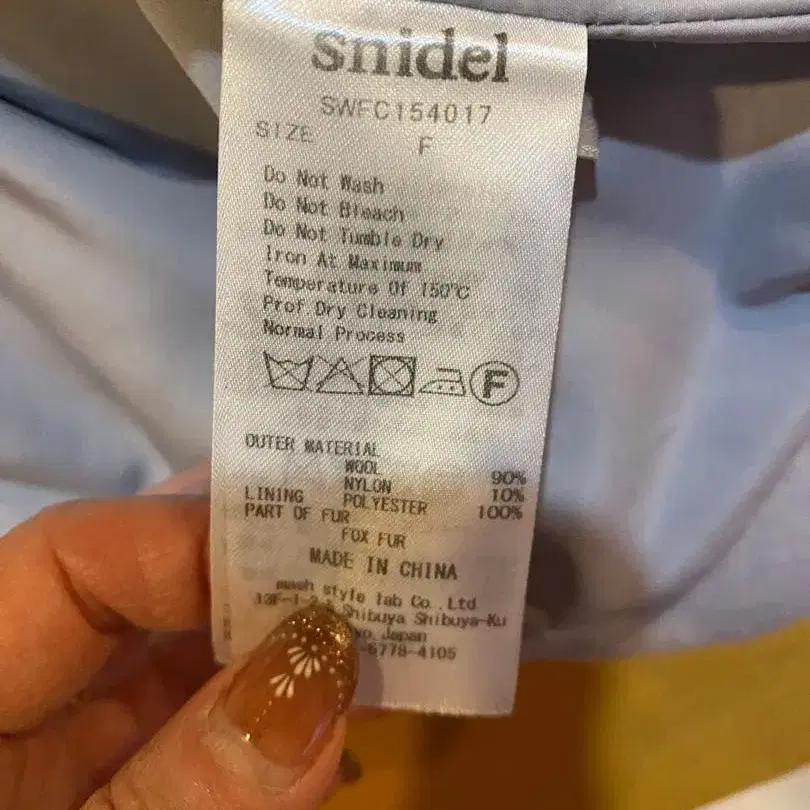 snidel
SWFC154017
SIZE F
Do Not Wash
Do Not Bleach
Do Not Tumble Dry
Iron At Maximum
Temperature Of 150℃
Prof Dry Cleaning
Normal Process
F
OUTER MATERIAL
WOOL 90%
NYLON 10%
LINING POLYESTER 100%
PART OF FUR
FOX FUR
MADE IN CHINA
mash style lab Co.,Ltd
Shibuya Shibuya-Ku
Japan
-6778-4105